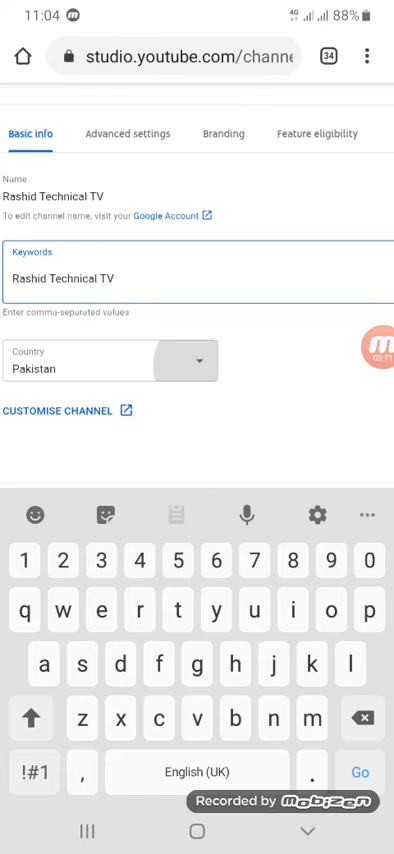 11:04 4G 88%
studio.youtube.com/channe 34
Basic info Advanced settings Branding Feature eligibility
Name
Rashid Technical TV
To edit channel name, visit your Google Account
Keywords
Rashid Technical TV
Enter comma-separated values
Country
Pakistan
03:11
CUSTOMISE CHANNEL
1 2 3 4 5 6 7 8 9 0
q w e r t y u i o p
a s d f g h j k l
z x c v b n m
!#1 , English (UK) . Go
Recorded by mobizen